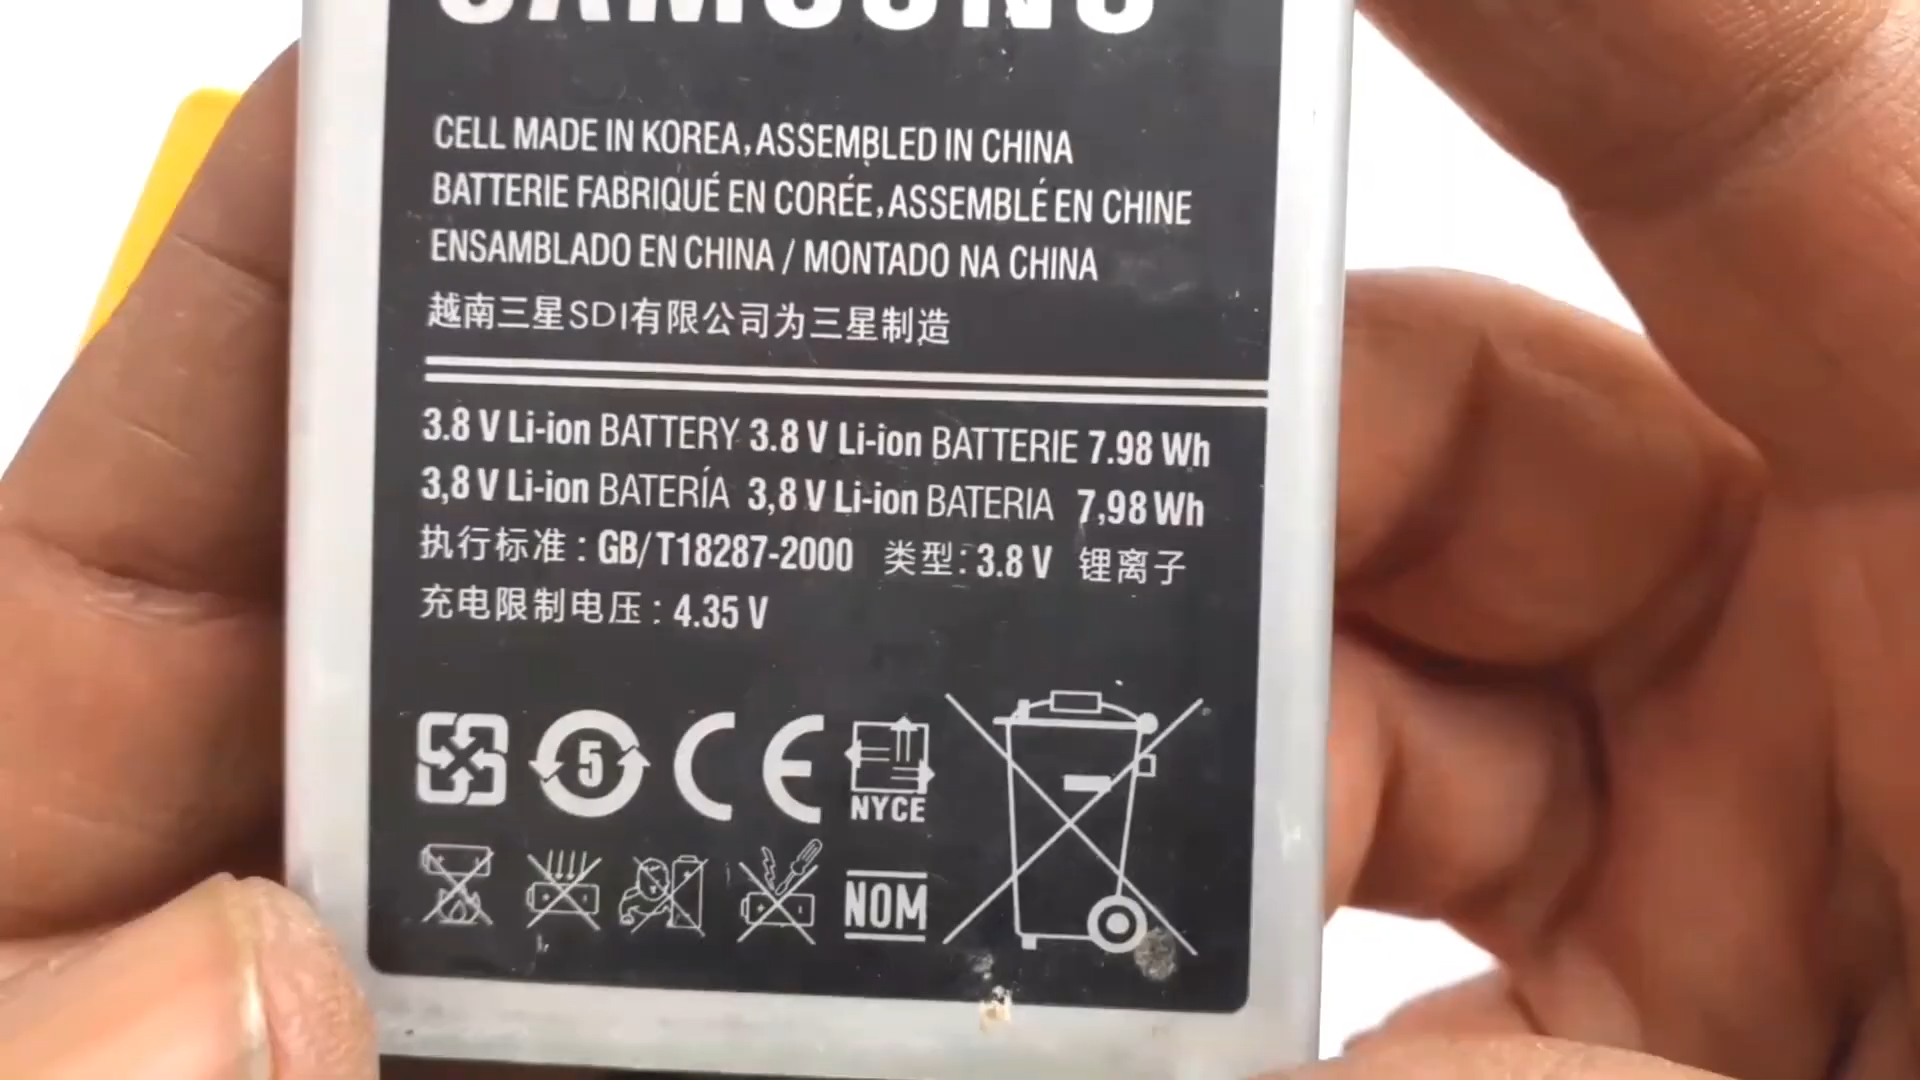 SAMSUNG
CELL MADE IN KOREA, ASSEMBLED IN CHINA
BATTERIE FABRIQUÉ EN CORÉE, ASSEMBLÉ EN CHINE
ENSAMBLADO EN CHINA / MONTADO NA CHINA
越南三星SDI有限公司为三星制造
3.8 V Li-ion BATTERY 3.8 V Li-ion BATTERIE 7.98 Wh
3,8 V Li-ion BATERÍA 3,8 V Li-ion BATERIA 7,98 Wh
执行标准 : GB/T18287-2000 类型: 3.8 V 锂离子
充电限制电压 : 4.35 V
5 CE NYCE
NOM